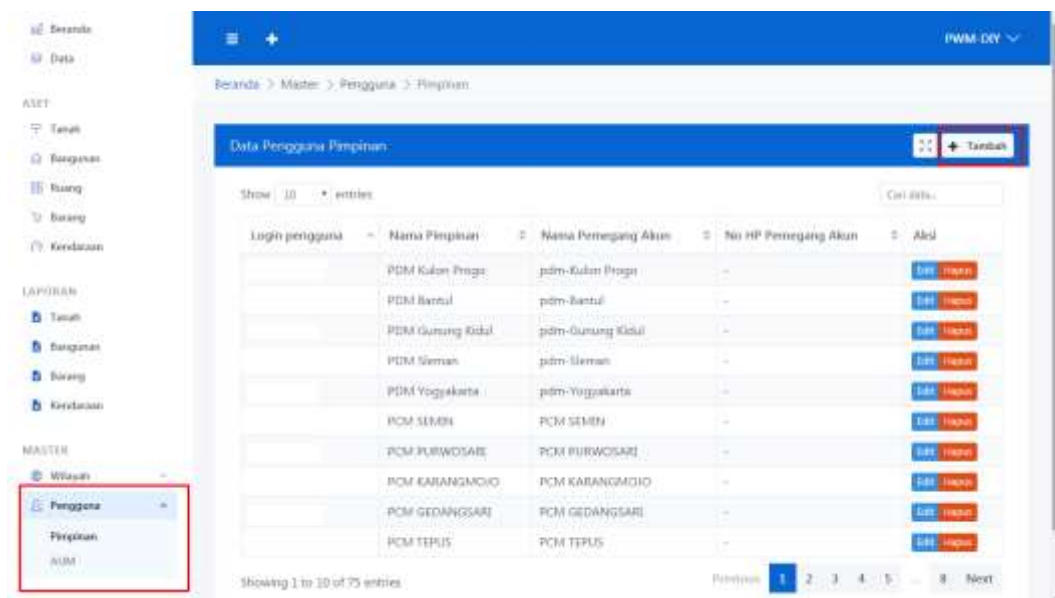 Beranda
Data
ASET
Tanah
Bangunan
Ruang
Barang
Kendaraan
LAPORAN
Tanah
Bangunan
Barang
Kendaraan
MASTER
Wilayah
Pengguna
Pimpinan
AUM
PWM-DIY
Beranda > Master > Pengguna > Pimpinan
Data Pengguna Pimpinan
+ Tambah
Show 10 entries
Cari data...
Login pengguna Nama Pimpinan Nama Pemegang Akun No HP Pemegang Akun Aksi
PDM Kulon Progo pdm-Kulon Progo - Edit Hapus
PDM Bantul pdm-Bantul - Edit Hapus
PDM Gunung Kidul pdm-Gunung Kidul - Edit Hapus
PDM Sleman pdm-Sleman - Edit Hapus
PDM Yogyakarta pdm-Yogyakarta - Edit Hapus
PCM SEMIN PCM SEMIN - Edit Hapus
PCM PURWOSARI PCM PURWOSARI - Edit Hapus
PCM KARANGMOJO PCM KARANGMOJO - Edit Hapus
PCM GEDANGSARI PCM GEDANGSARI - Edit Hapus
PCM TEPUS PCM TEPUS - Edit Hapus
Showing 1 to 10 of 75 entries
Previous 1 2 3 4 5 ... 8 Next